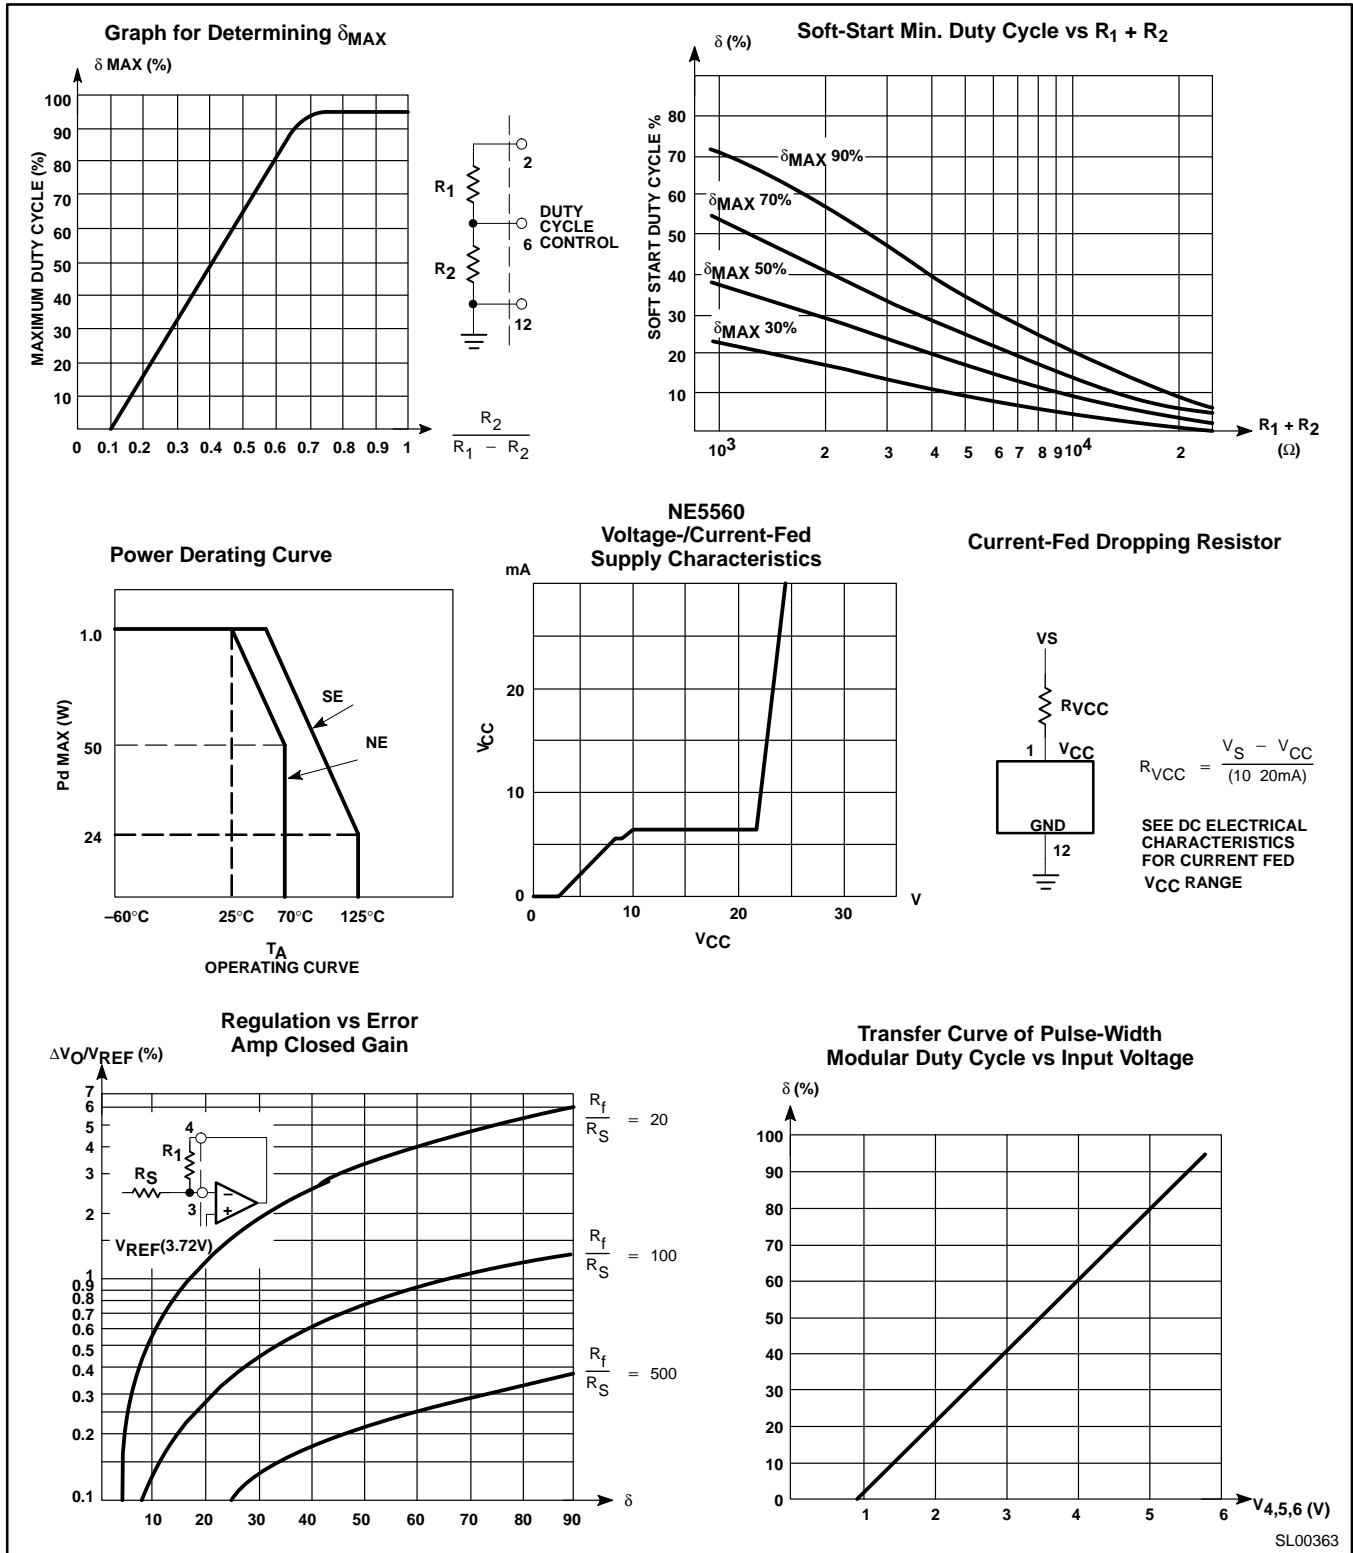 Graph for Determining δMAX
δ MAX (%)
MAXIMUM DUTY CYCLE (%)
100
90
80
70
60
50
40
30
20
10
0 0.1 0.2 0.3 0.4 0.5 0.6 0.7 0.8 0.9 1
R1
R2
2
6
12
DUTY
CYCLE
CONTROL
R2
R1 – R2
Soft-Start Min. Duty Cycle vs R1 + R2
δ (%)
SOFT START DUTY CYCLE %
80
70
60
50
40
30
20
10
δMAX 90%
δMAX 70%
δMAX 50%
δMAX 30%
10³ 2 3 4 5 6 7 8 9 10⁴ 2
R1 + R2
(Ω)
Power Derating Curve
Pd MAX (W)
1.0
50
24
SE
NE
–60°C 25°C 70°C 125°C
TA
OPERATING CURVE
NE5560
Voltage-/Current-Fed
Supply Characteristics
mA
VCC
20
10
0
0 10 20 30
V
VCC
Current-Fed Dropping Resistor
VS
RVCC
1 VCC
GND
12
RVCC = VS – VCC
(10 20mA)
SEE DC ELECTRICAL
CHARACTERISTICS
FOR CURRENT FED
VCC RANGE
Regulation vs Error
Amp Closed Gain
ΔVO/VREF (%)
7
6
5
4
3
2
1
0.9
0.8
0.7
0.6
0.5
0.4
0.3
0.2
0.1
4
R1
RS
3
–
+
VREF(3.72V)
Rf
RS = 20
Rf
RS = 100
Rf
RS = 500
10 20 30 40 50 60 70 80 90
δ
Transfer Curve of Pulse-Width
Modular Duty Cycle vs Input Voltage
δ (%)
100
90
80
70
60
50
40
30
20
10
0
1 2 3 4 5 6
V4,5,6 (V)
SL00363